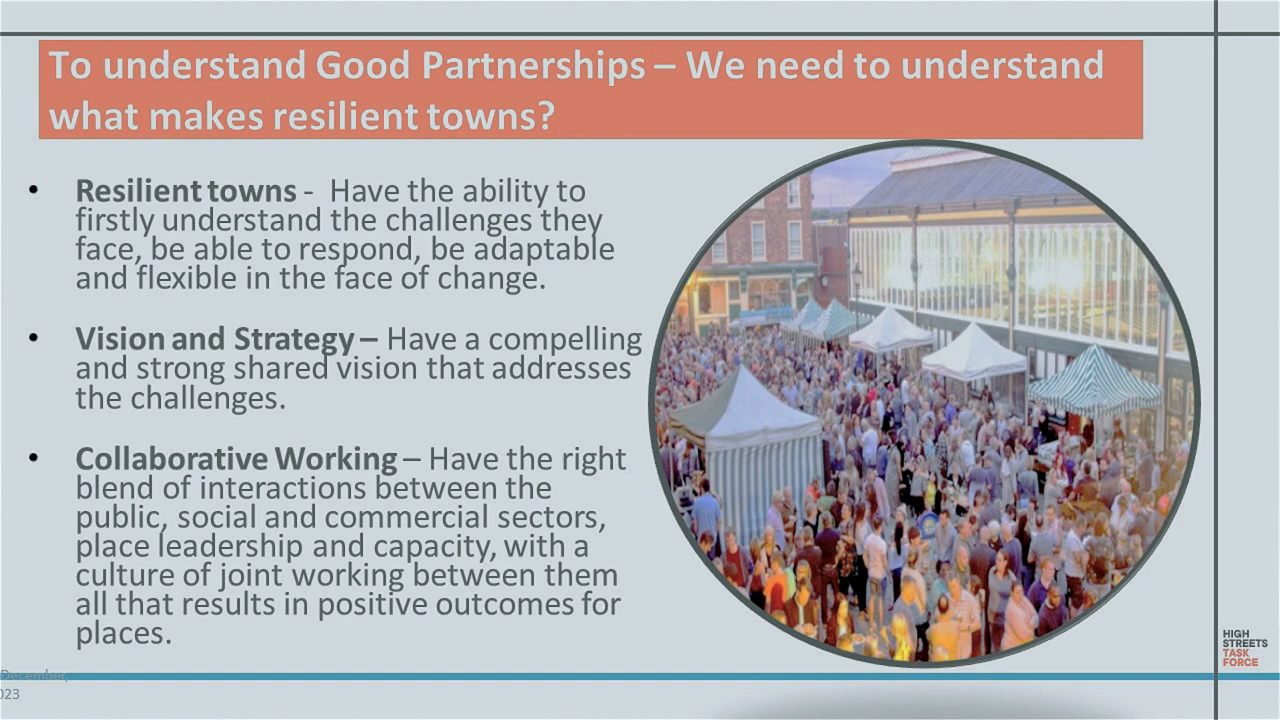 To understand Good Partnerships – We need to understand
what makes resilient towns?
• Resilient towns - Have the ability to
firstly understand the challenges they
face, be able to respond, be adaptable
and flexible in the face of change.
• Vision and Strategy – Have a compelling
and strong shared vision that addresses
the challenges.
• Collaborative Working – Have the right
blend of interactions between the
public, social and commercial sectors,
place leadership and capacity, with a
culture of joint working between them
all that results in positive outcomes for
places.
HIGH
STREETS
TASK
FORCE
December,
023